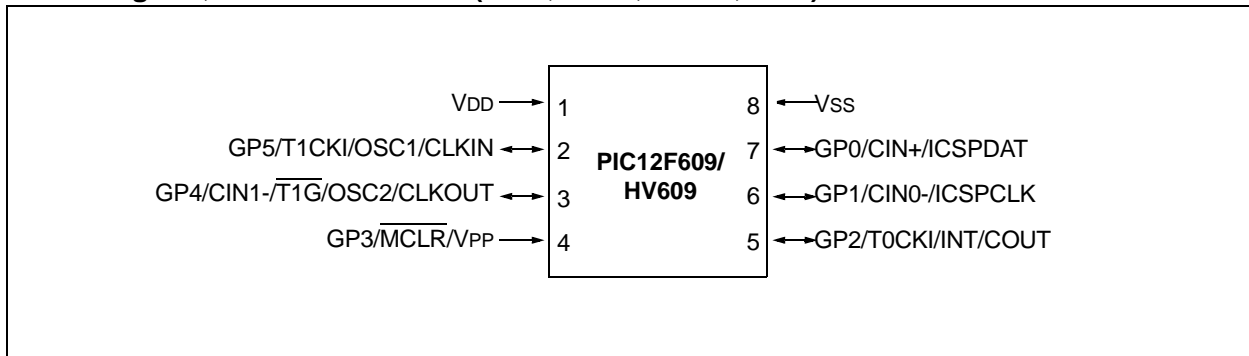 VDD 1
GP5/T1CKI/OSC1/CLKIN 2
GP4/CIN1-/T1G/OSC2/CLKOUT 3
GP3/MCLR/VPP 4
PIC12F609/
HV609
8 VSS
7 GP0/CIN+/ICSPDAT
6 GP1/CIN0-/ICSPCLK
5 GP2/T0CKI/INT/COUT